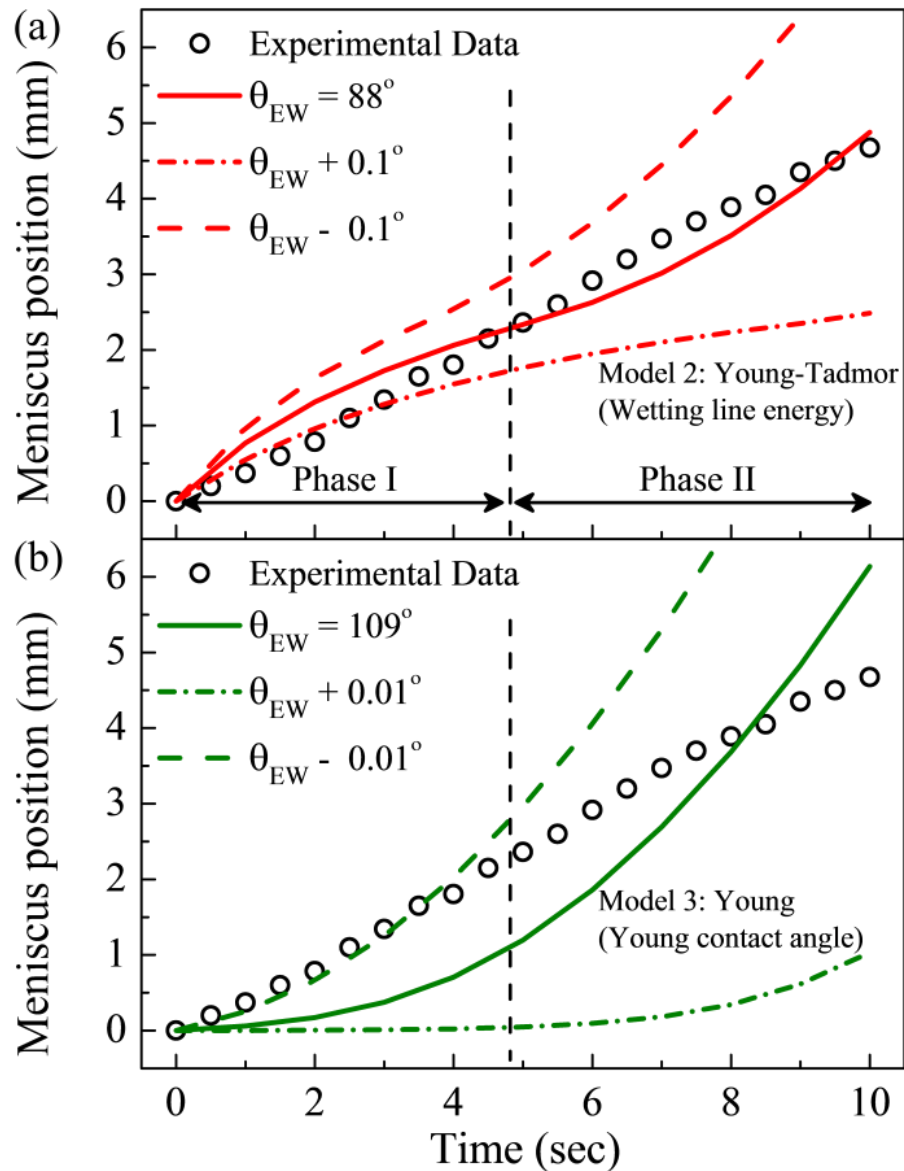 (a)
6
5
4
3
2
1
0
Meniscus position (mm)
Experimental Data
θEW = 88°
θEW + 0.1°
θEW - 0.1°
Model 2: Young-Tadmor
(Wetting line energy)
Phase I
Phase II
(b)
6
5
4
3
2
1
0
Meniscus position (mm)
Experimental Data
θEW = 109°
θEW + 0.01°
θEW - 0.01°
Model 3: Young
(Young contact angle)
0 2 4 6 8 10
Time (sec)